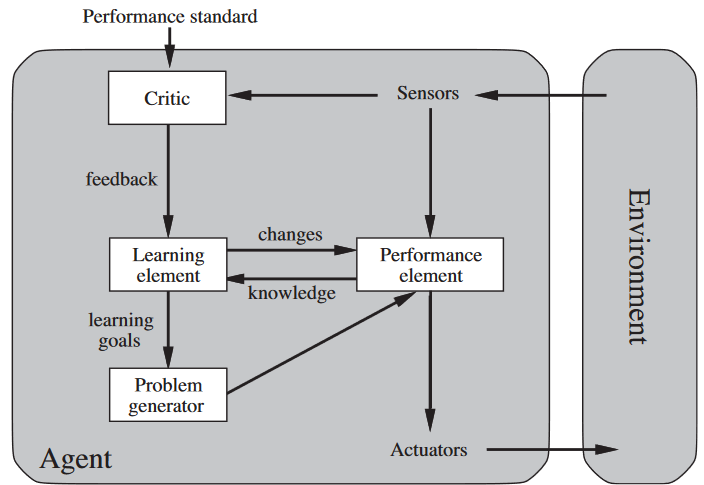 Performance standard
Critic
Sensors
feedback
changes
Learning
element
Performance
element
knowledge
learning
goals
Problem
generator
Actuators
Agent
Environment